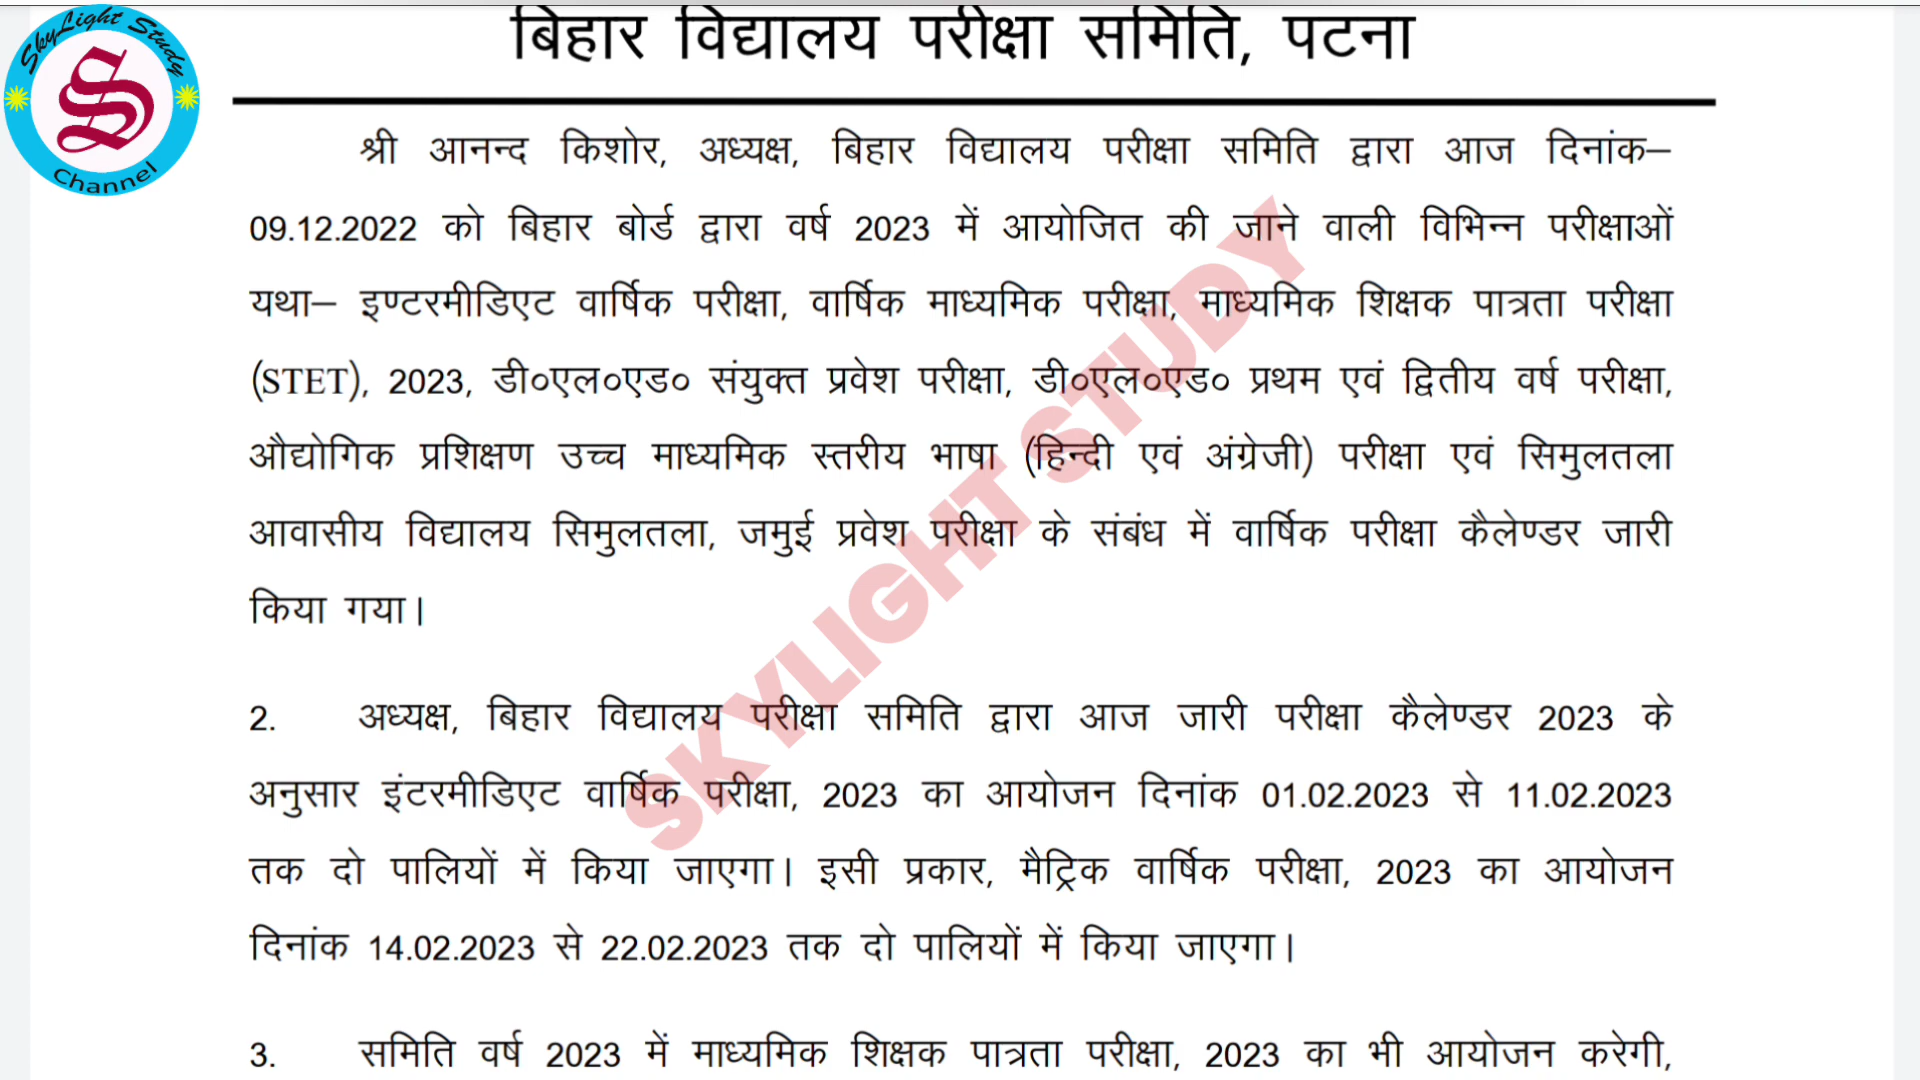 SkyLight Study
S
Channel
बिहार विद्यालय परीक्षा समिति, पटना
श्री आनन्द किशोर, अध्यक्ष, बिहार विद्यालय परीक्षा समिति द्वारा आज दिनांक–
09.12.2022 को बिहार बोर्ड द्वारा वर्ष 2023 में आयोजित की जाने वाली विभिन्न परीक्षाओं
यथा– इण्टरमीडिएट वार्षिक परीक्षा, वार्षिक माध्यमिक परीक्षा, माध्यमिक शिक्षक पात्रता परीक्षा
(STET), 2023, डी०एल०एड० संयुक्त प्रवेश परीक्षा, डी०एल०एड० प्रथम एवं द्वितीय वर्ष परीक्षा,
औद्योगिक प्रशिक्षण उच्च माध्यमिक स्तरीय भाषा (हिन्दी एवं अंग्रेजी) परीक्षा एवं सिमुलतला
आवासीय विद्यालय सिमुलतला, जमुई प्रवेश परीक्षा के संबंध में वार्षिक परीक्षा कैलेण्डर जारी
किया गया।
2. अध्यक्ष, बिहार विद्यालय परीक्षा समिति द्वारा आज जारी परीक्षा कैलेण्डर 2023 के
अनुसार इंटरमीडिएट वार्षिक परीक्षा, 2023 का आयोजन दिनांक 01.02.2023 से 11.02.2023
तक दो पालियों में किया जाएगा। इसी प्रकार, मैट्रिक वार्षिक परीक्षा, 2023 का आयोजन
दिनांक 14.02.2023 से 22.02.2023 तक दो पालियों में किया जाएगा।
3. समिति वर्ष 2023 में माध्यमिक शिक्षक पात्रता परीक्षा, 2023 का भी आयोजन करेगी,
SKYLIGHT STUDY